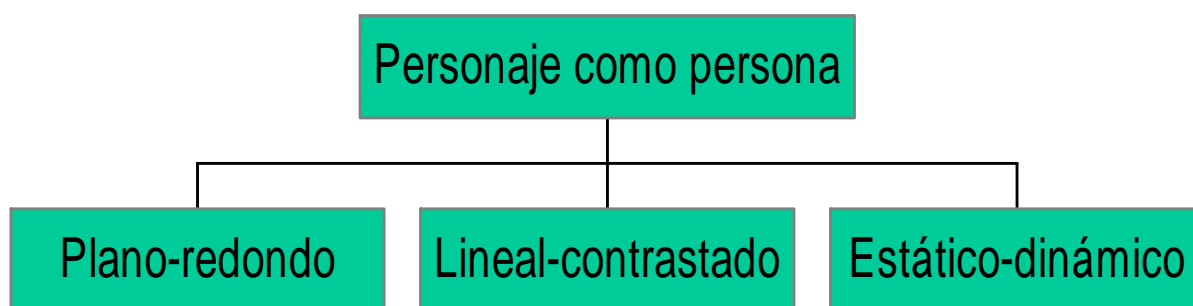 Personaje como persona
Plano-redondo
Lineal-contrastado
Estático-dinámico